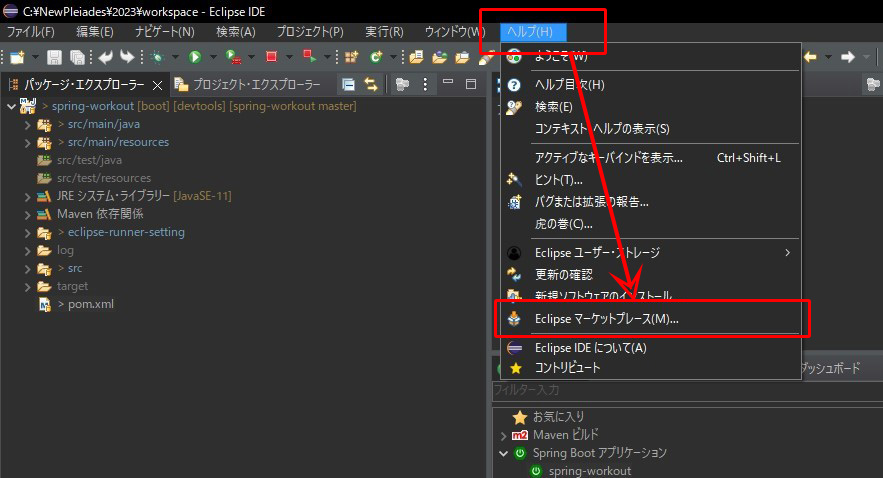 C:¥NewPleiades¥2023¥workspace - Eclipse IDE
ファイル(F) 編集(E) ナビゲート(N) 検索(A) プロジェクト(P) 実行(R) ウィンドウ(W) ヘルプ(H)
パッケージ・エクスプローラー プロジェクト・エクスプローラー
> spring-workout [boot] [devtools] [spring-workout master]
> src/main/java
> src/main/resources
src/test/java
src/test/resources
JRE システム・ライブラリー [JavaSE-11]
Maven 依存関係
> eclipse-runner-setting
log
> src
target
> pom.xml
ようこそ(W)
ヘルプ目次(H)
検索(E)
コンテキスト・ヘルプの表示(S)
アクティブなキーバインドを表示... Ctrl+Shift+L
ヒント(T)...
バグまたは拡張の報告...
虎の巻(C)...
Eclipse ユーザー・ストレージ
更新の確認
新規ソフトウェアのインストール
Eclipse マーケットプレース(M)...
Eclipse IDE について(A)
コントリビュート
ダッシュボード
フィルター入力
お気に入り
Maven ビルド
Spring Boot アプリケーション
spring-workout